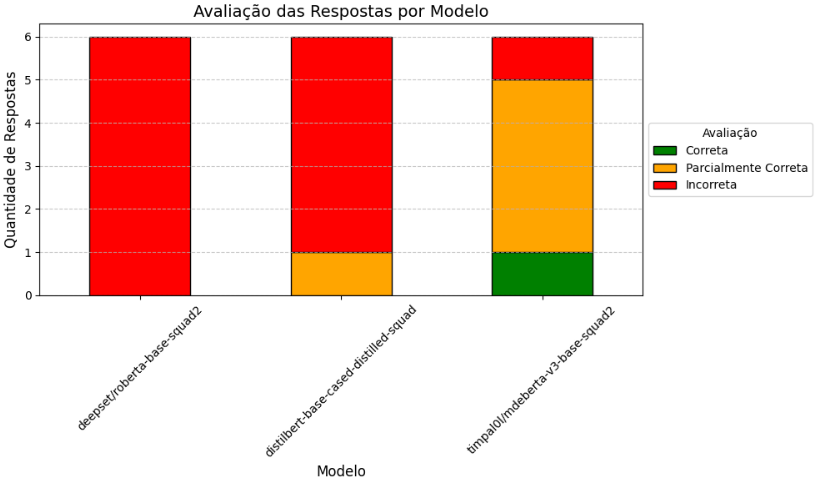 Avaliação das Respostas por Modelo
Quantidade de Respostas
6
5
4
3
2
1
0
deepset/roberta-base-squad2
distilbert-base-cased-distilled-squad
timpal0l/mdeberta-v3-base-squad2
Modelo
Avaliação
Correta
Parcialmente Correta
Incorreta